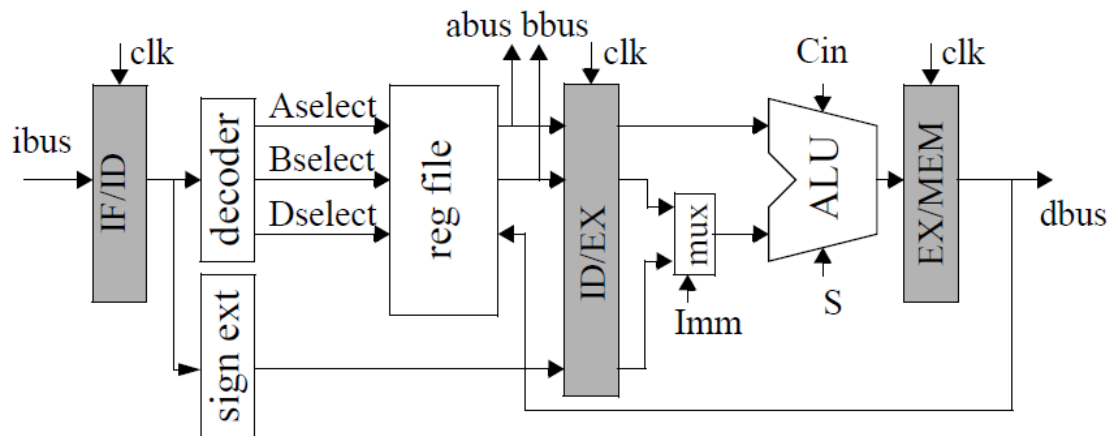 abus bbus
clk
clk
Cin
clk
ibus
IF/ID
decoder
Aselect
Bselect
Dselect
reg file
ID/EX
mux
Imm
ALU
S
EX/MEM
dbus
sign ext